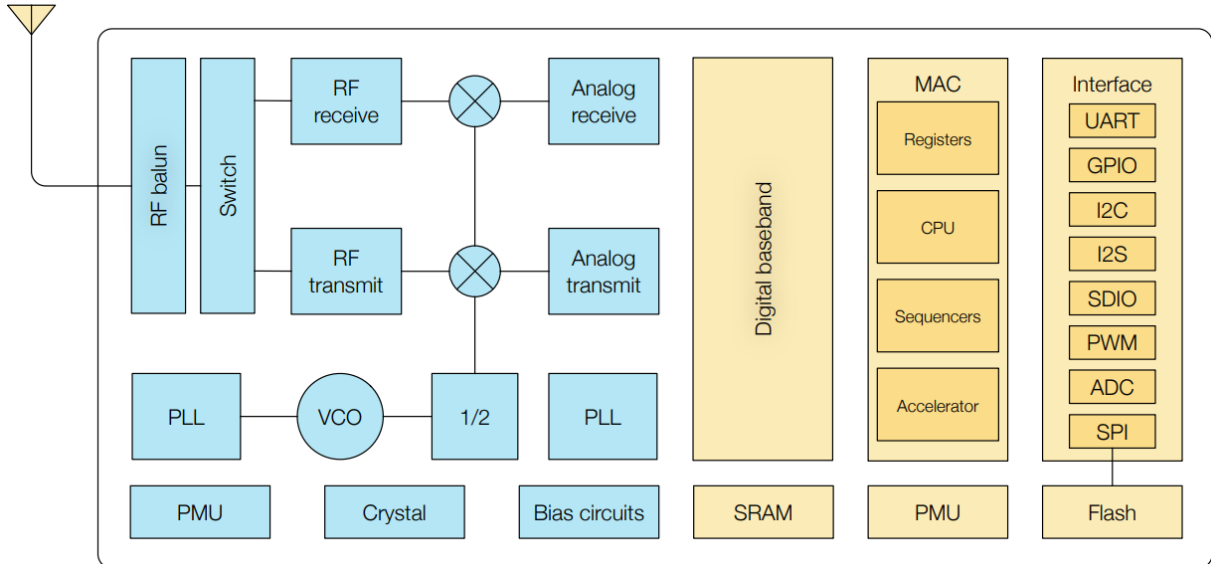 RF balun
Switch
RF
receive
Analog
receive
RF
transmit
Analog
transmit
PLL
VCO
1/2
PLL
PMU
Crystal
Bias circuits
Digital baseband
SRAM
MAC
Registers
CPU
Sequencers
Accelerator
PMU
Interface
UART
GPIO
I2C
I2S
SDIO
PWM
ADC
SPI
Flash